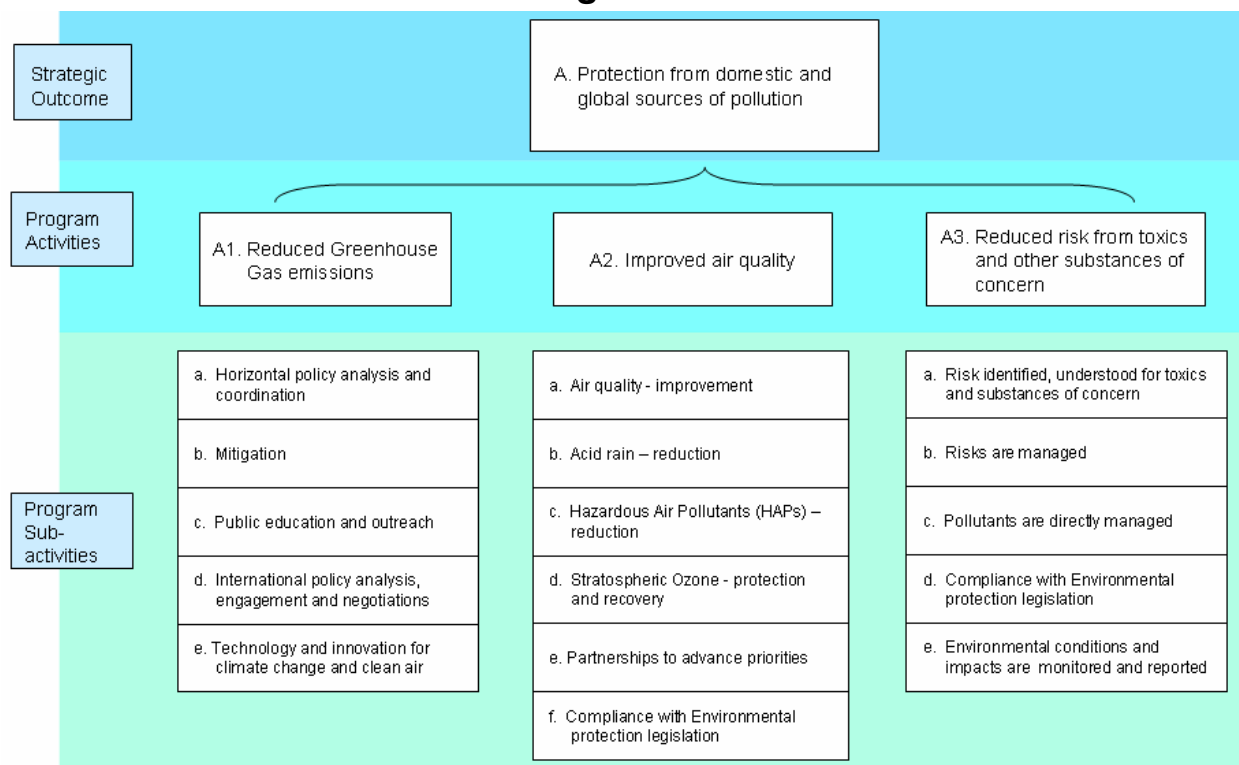 Strategic
Outcome
A. Protection from domestic and
global sources of pollution
Program
Activities
A1. Reduced Greenhouse
Gas emissions
A2. Improved air quality
A3. Reduced risk from toxics
and other substances of
concern
Program
Sub-
activities
a. Horizontal policy analysis and
coordination
b. Mitigation
c. Public education and outreach
d. International policy analysis,
engagement and negotiations
e. Technology and innovation for
climate change and clean air
a. Air quality - improvement
b. Acid rain – reduction
c. Hazardous Air Pollutants (HAPs) –
reduction
d. Stratospheric Ozone - protection
and recovery
e. Partnerships to advance priorities
f. Compliance with Environmental
protection legislation
a. Risk identified, understood for toxics
and substances of concern
b. Risks are managed
c. Pollutants are directly managed
d. Compliance with Environmental
protection legislation
e. Environmental conditions and
impacts are monitored and reported